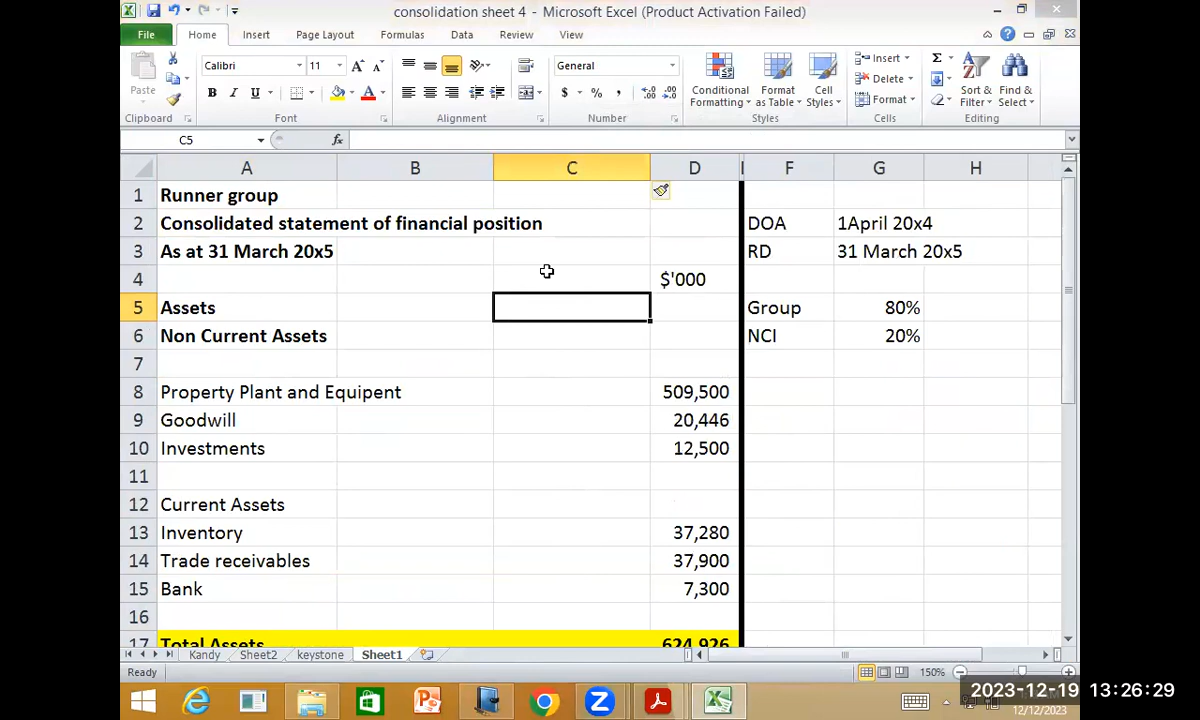 consolidation sheet 4 - Microsoft Excel (Product Activation Failed)
File Home Insert Page Layout Formulas Data Review View
Paste
Calibri 11
B I U
General
$ % ,
Conditional Formatting
Format as Table
Cell Styles
Insert
Delete
Format
Sort & Filter
Find & Select
Clipboard Font Alignment Number Styles Cells Editing
C5 fx
A B C D F G H
1 Runner group
2 Consolidated statement of financial position DOA 1April 20x4
3 As at 31 March 20x5 RD 31 March 20x5
4 $'000
5 Assets Group 80%
6 Non Current Assets NCI 20%
7
8 Property Plant and Equipent 509,500
9 Goodwill 20,446
10 Investments 12,500
11
12 Current Assets
13 Inventory 37,280
14 Trade receivables 37,900
15 Bank 7,300
16
17 Total Assets 624,926
Kandy Sheet2 keystone Sheet1
Ready 150%
2023-12-19 13:26:29
12/12/2023